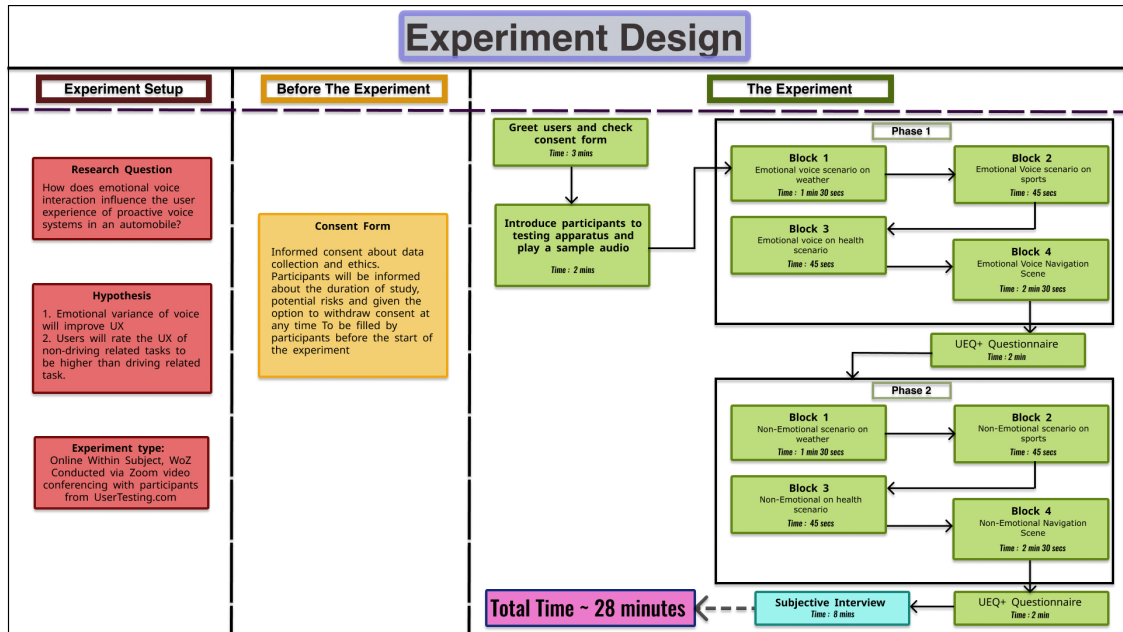 Experiment Design
Experiment Setup
Before The Experiment
The Experiment
Research Question
How does emotional voice
interaction influence the user
experience of proactive voice
systems in an automobile?
Hypothesis
1. Emotional variance of voice
will improve UX
2. Users will rate the UX of
non-driving related tasks to
be higher than driving related
task.
Experiment type:
Online Within Subject, WoZ
Conducted via Zoom video
conferencing with participants
from UserTesting.com
Consent Form
Informed consent about data
collection and ethics.
Participants will be informed
about the duration of study,
potential risks and given the
option to withdraw consent at
any time To be filled by
participants before the start of
the experiment
Greet users and check
consent form
Time : 3 mins
Introduce participants to
testing apparatus and
play a sample audio
Time : 2 mins
Phase 1
Block 1
Emotional voice scenario on
weather
Time : 1 min 30 secs
Block 2
Emotional Voice scenario on
sports
Time : 45 secs
Block 3
Emotional voice on health
scenario
Time : 45 secs
Block 4
Emotional Voice Navigation
Scene
Time : 2 min 30 secs
UEQ+ Questionnaire
Time : 2 min
Phase 2
Block 1
Non-Emotional scenario on
weather
Time : 1 min 30 secs
Block 2
Non-Emotional scenario on
sports
Time : 45 secs
Block 3
Non-Emotional on health
scenario
Time : 45 secs
Block 4
Non-Emotional Navigation
Scene
Time : 2 min 30 secs
UEQ+ Questionnaire
Time : 2 min
Subjective Interview
Time : 8 mins
Total Time ~ 28 minutes